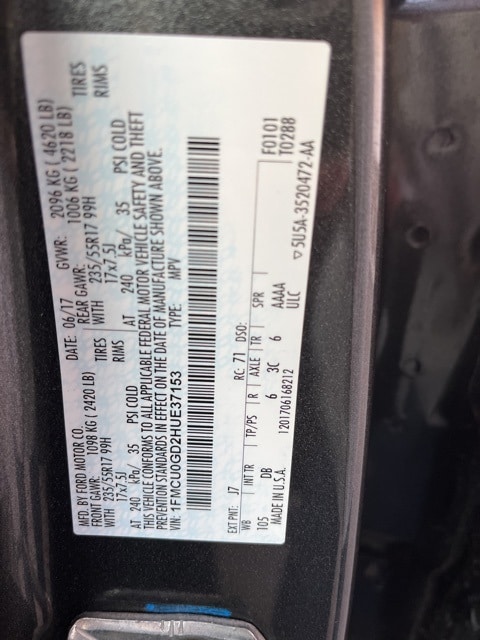 MFD. BY FORD MOTOR CO.
DATE: 06/17 GVWR: 2096 KG ( 4620 LB)
FRONT GAWR: 1098 KG ( 2420 LB) REAR GAWR: 1006 KG ( 2218 LB)
WITH 235/55R17 99H TIRES WITH 235/55R17 99H TIRES
17x7.5J RIMS 17x7.5J RIMS
AT 240 kPa/ 35 PSI COLD AT 240 kPa/ 35 PSI COLD
THIS VEHICLE CONFORMS TO ALL APPLICABLE FEDERAL MOTOR VEHICLE SAFETY AND THEFT
STANDARDS IN EFFECT ON THE DATE OF MANUFACTURE SHOWN ABOVE.
VIN: 1FMCU0GD2HUE37153 TYPE: MPV
F0101
T0288
EXT PNT: J7 RC: 71 DSO:
WB INT TR TP/PS R AXLE TR SPR
105 DB 6 3C 6 AAAA
ULC
MADE IN U.S.A. 1201706168212
▽5U5A-3520472-AA